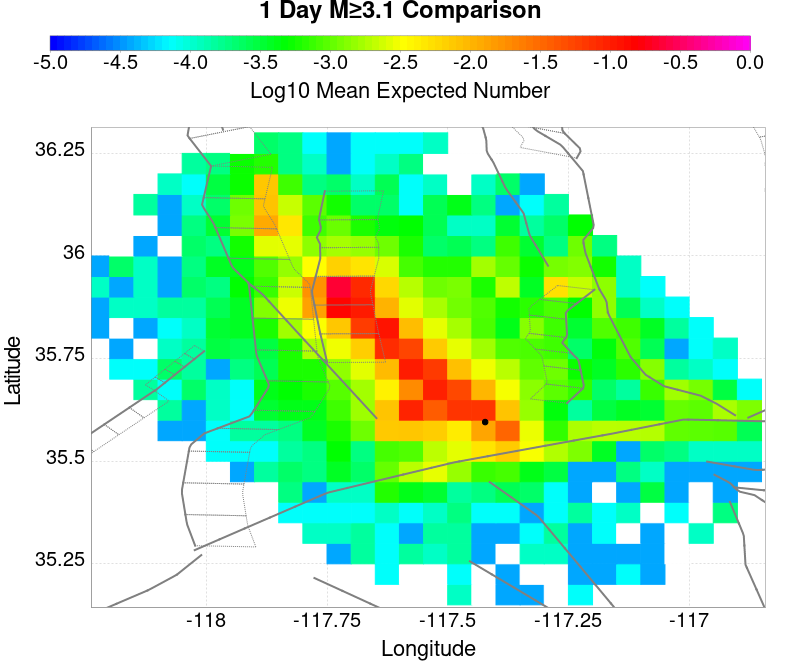 1 Day M≥3.1 Comparison
-5.0 -4.5 -4.0 -3.5 -3.0 -2.5 -2.0 -1.5 -1.0 -0.5 0.0
Log10 Mean Expected Number
36.25
36
35.75
35.5
35.25
Latitude
-118 -117.75 -117.5 -117.25 -117
Longitude